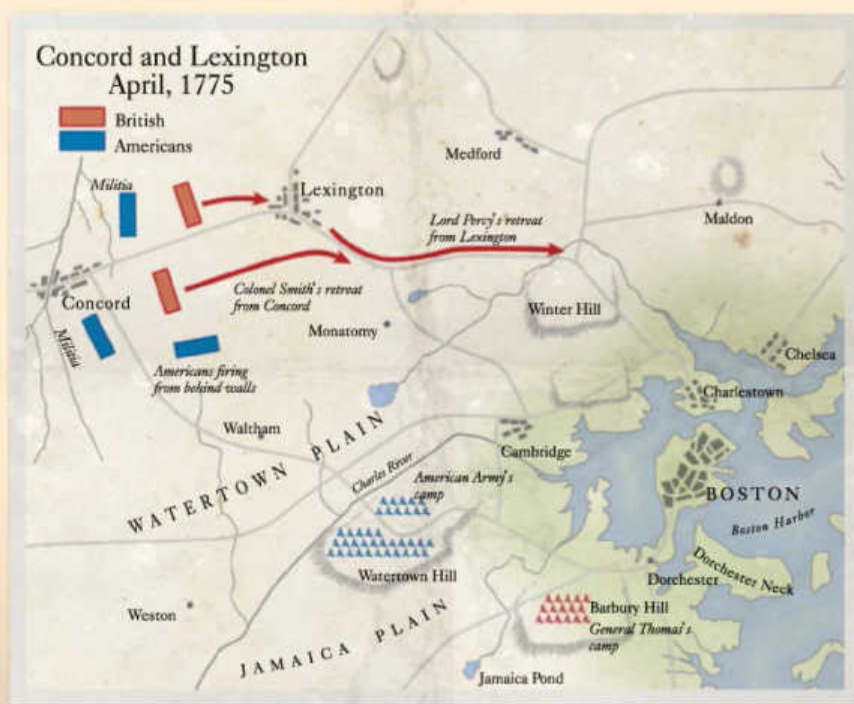 Concord and Lexington
April, 1775
British
Americans
Militia
Lexington
Medford
Maldon
Lord Percy's retreat
from Lexington
Concord
Colonel Smith's retreat
from Concord
Winter Hill
Militia
Monatomy
Americans firing
from behind walls
Chelsea
Charlestown
Waltham
WATERTOWN PLAIN
Cambridge
Charles River
American Army's
camp
BOSTON
Boston Harbor
Watertown Hill
Dorchester
Dorchester Neck
Weston
Barbury Hill
General Thomas's
camp
JAMAICA PLAIN
Jamaica Pond